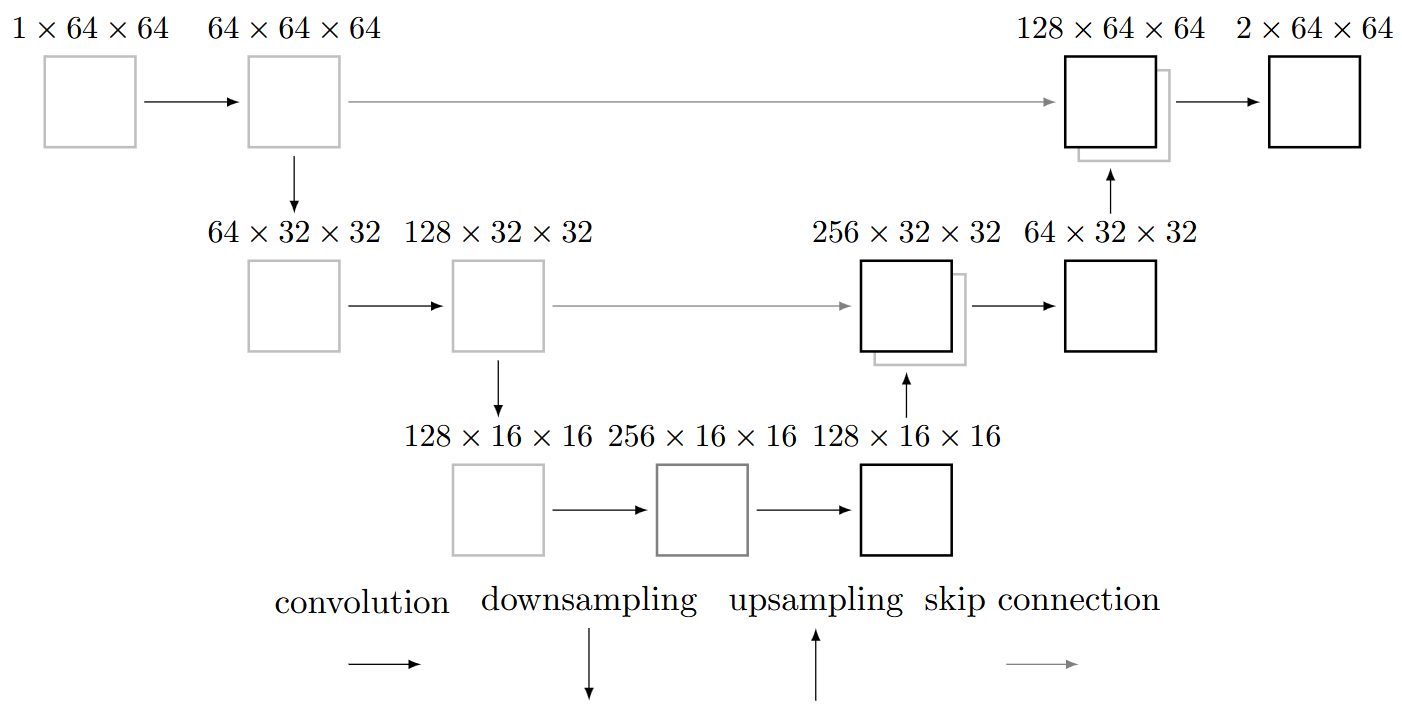 1 × 64 × 64 64 × 64 × 64 128 × 64 × 64 2 × 64 × 64
64 × 32 × 32 128 × 32 × 32 256 × 32 × 32 64 × 32 × 32
128 × 16 × 16 256 × 16 × 16 128 × 16 × 16
convolution downsampling upsampling skip connection